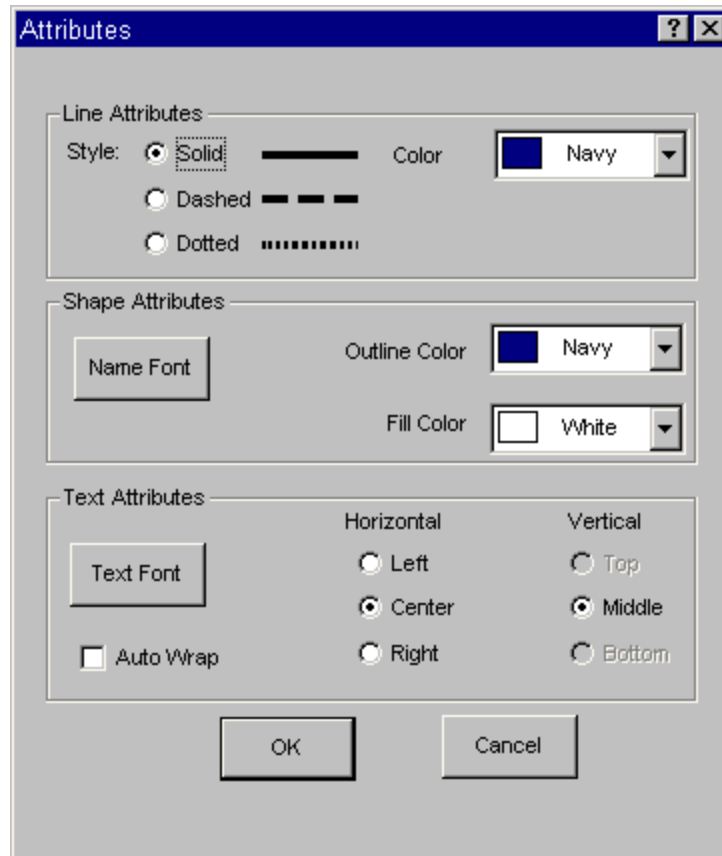 Attributes
Line Attributes
Style: Solid Color Navy
Dashed
Dotted
Shape Attributes
Name Font Outline Color Navy
Fill Color White
Text Attributes
Horizontal Vertical
Text Font Left Top
Center Middle
Auto Wrap Right Bottom
OK Cancel